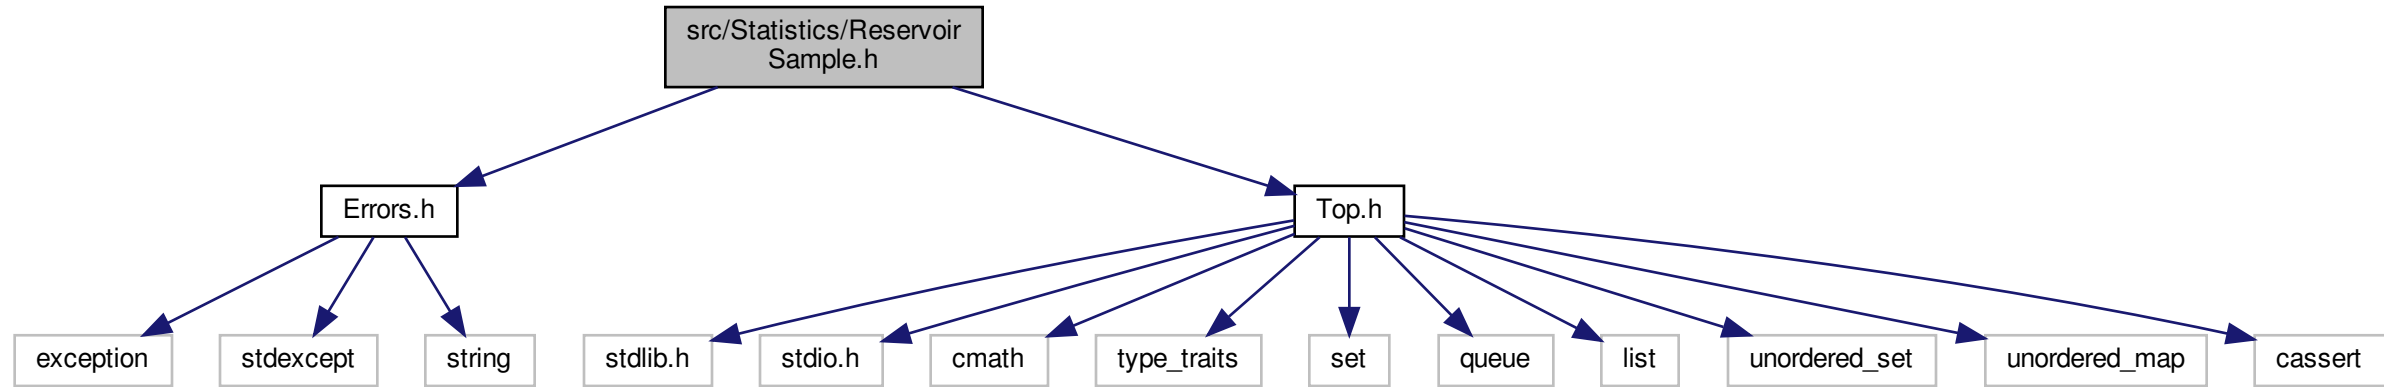 src/Statistics/Reservoir
Sample.h
Errors.h
Top.h
exception
stdexcept
string
stdlib.h
stdio.h
cmath
type_traits
set
queue
list
unordered_set
unordered_map
cassert